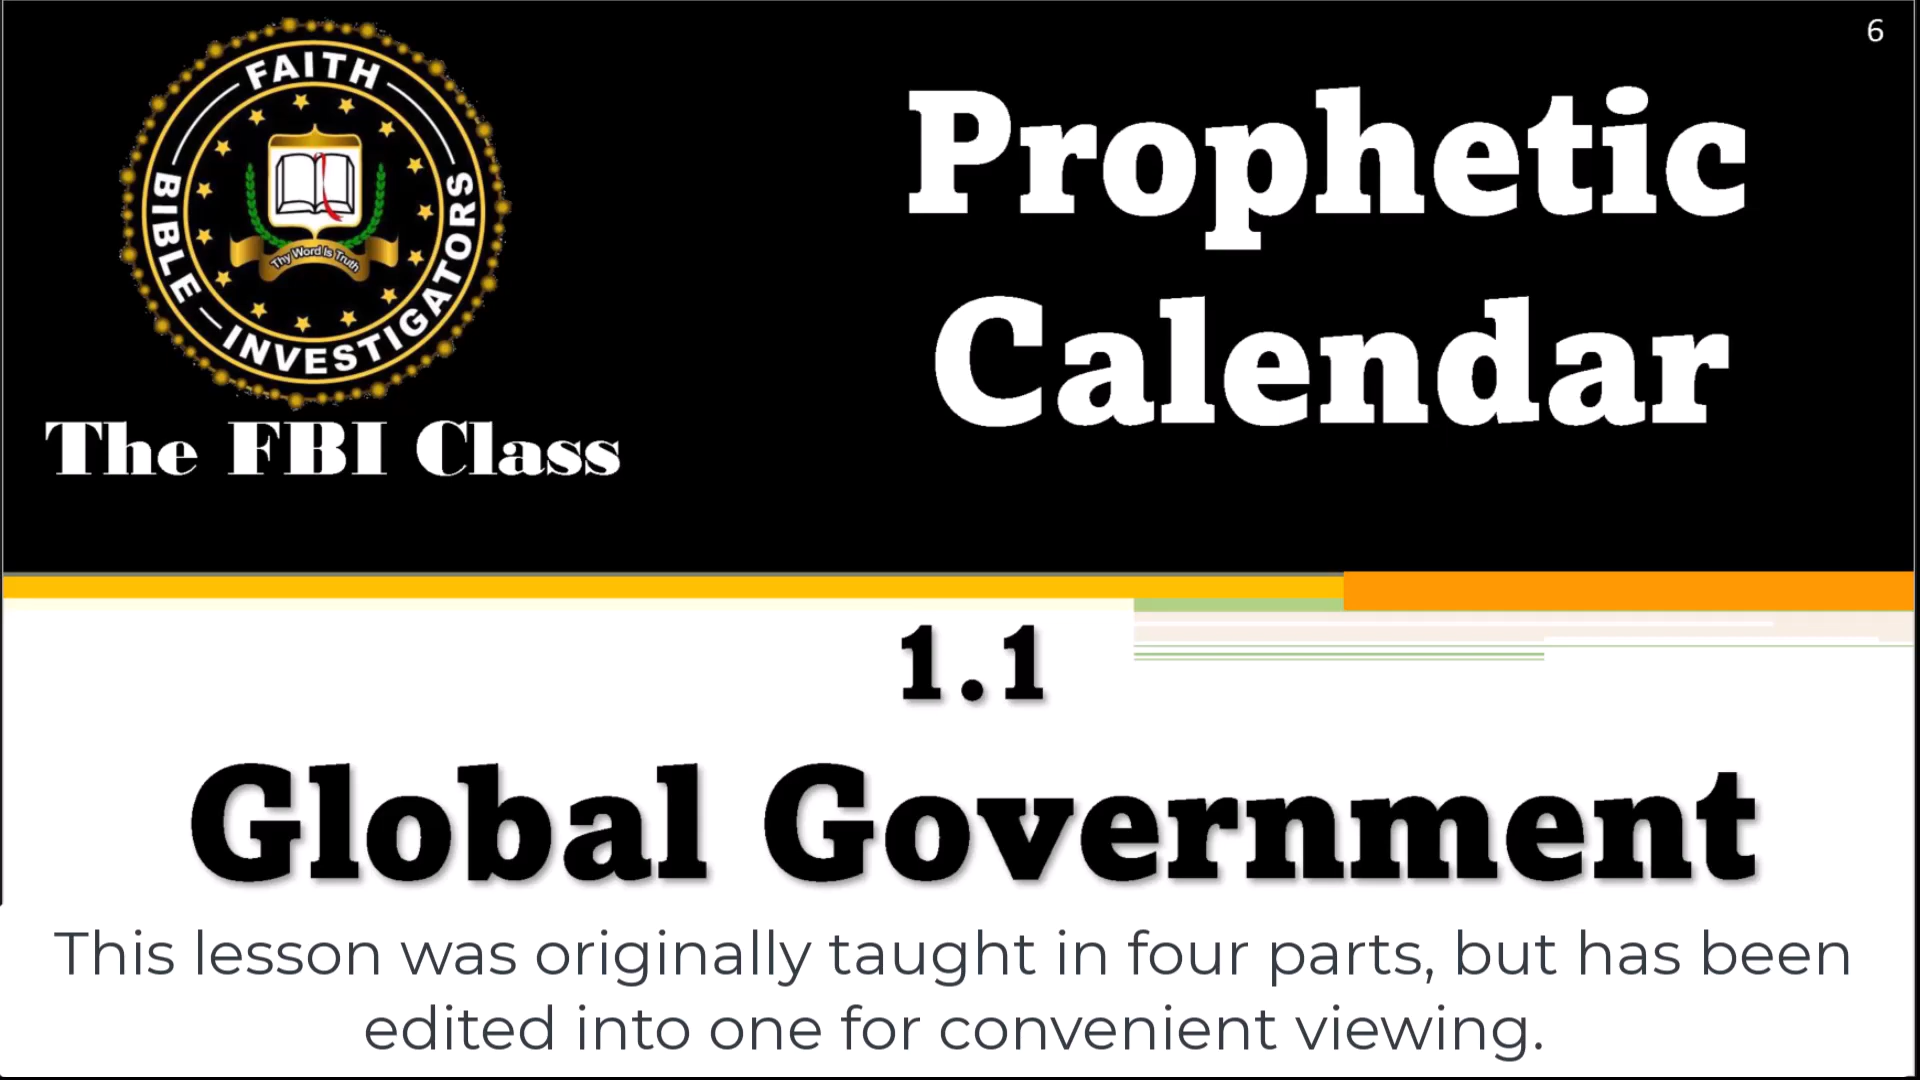 6
FAITH
BIBLE — INVESTIGATORS
Thy Word Is Truth
The FBI Class
Prophetic
Calendar
1.1
Global Government
This lesson was originally taught in four parts, but has been
edited into one for convenient viewing.